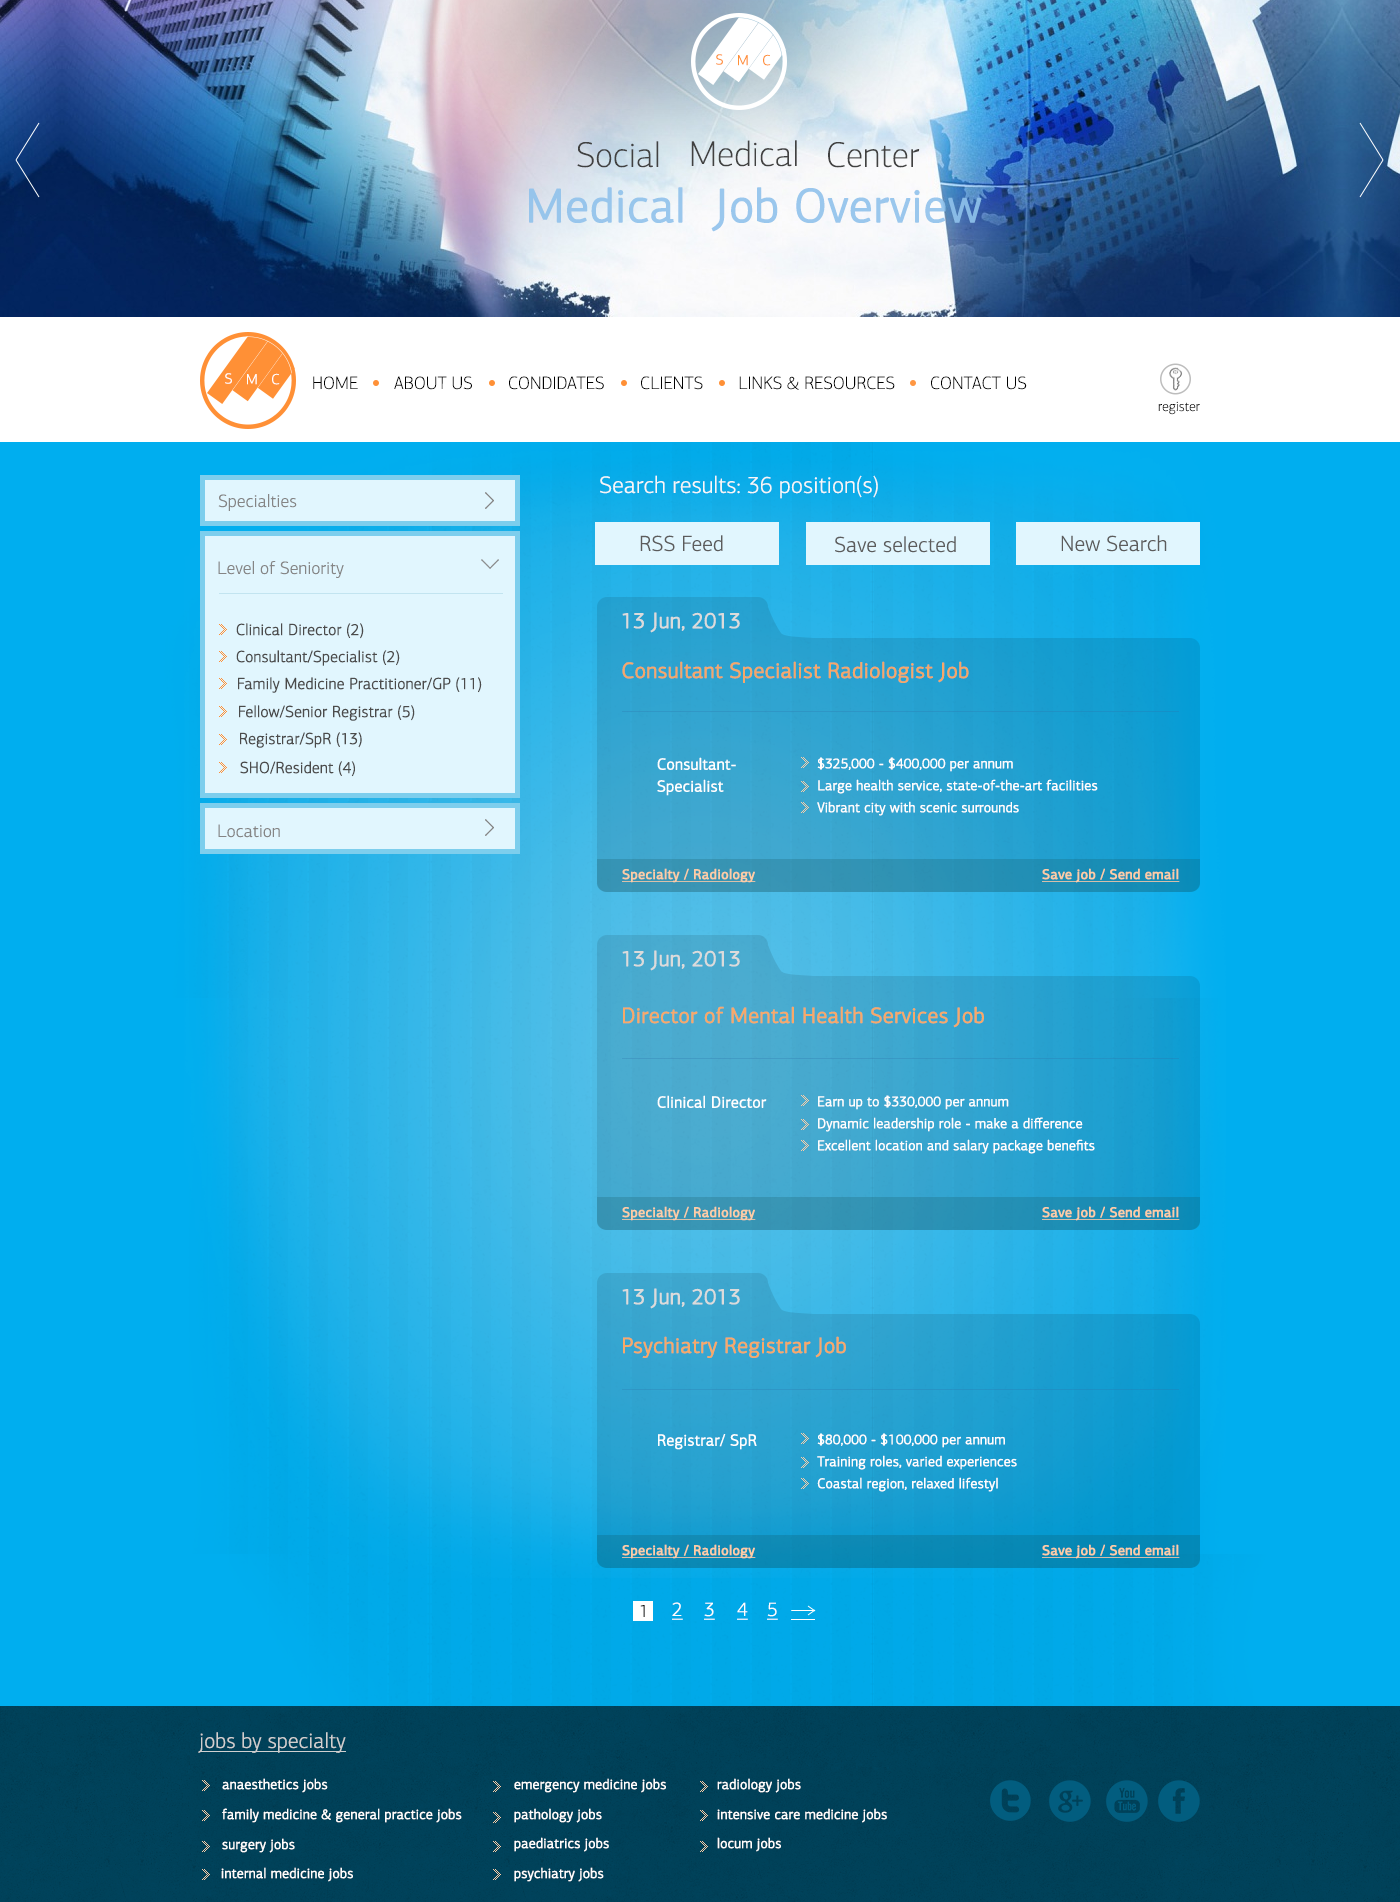 S M C
Social Medical Center
Medical Job Overview
S M C
HOME • ABOUT US • CONDIDATES • CLIENTS • LINKS & RESOURCES • CONTACT US
register
Specialties
Level of Seniority
Clinical Director (2)
Consultant/Specialist (2)
Family Medicine Practitioner/GP (11)
Fellow/Senior Registrar (5)
Registrar/SpR (13)
SHO/Resident (4)
Location
Search results: 36 position(s)
RSS Feed
Save selected
New Search
13 Jun, 2013
Consultant Specialist Radiologist Job
Consultant-
Specialist
$325,000 - $400,000 per annum
Large health service, state-of-the-art facilities
Vibrant city with scenic surrounds
Specialty / Radiology
Save job / Send email
13 Jun, 2013
Director of Mental Health Services Job
Clinical Director
Earn up to $330,000 per annum
Dynamic leadership role - make a difference
Excellent location and salary package benefits
Specialty / Radiology
Save job / Send email
13 Jun, 2013
Psychiatry Registrar Job
Registrar/ SpR
$80,000 - $100,000 per annum
Training roles, varied experiences
Coastal region, relaxed lifestyl
Specialty / Radiology
Save job / Send email
1 2 3 4 5
jobs by specialty
anaesthetics jobs
family medicine & general practice jobs
surgery jobs
internal medicine jobs
emergency medicine jobs
pathology jobs
paediatrics jobs
psychiatry jobs
radiology jobs
intensive care medicine jobs
locum jobs
t
g+
You
Tube
f